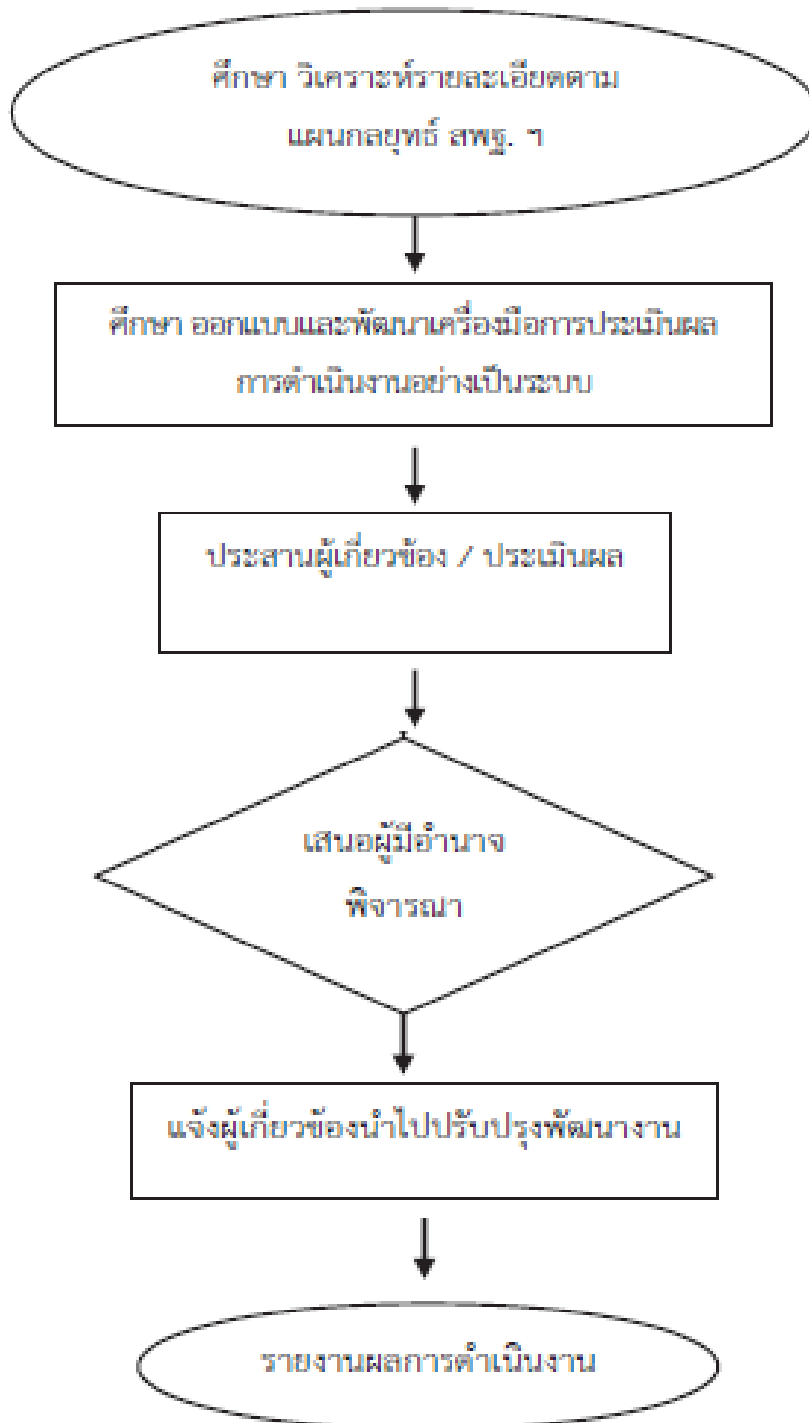 ศึกษา วิเคราะห์รายละเอียดตาม
แผนกลยุทธ์ สพฐ. ฯ
ศึกษา ออกแบบและพัฒนาเครื่องมือการประเมินผล
การดำเนินงานอย่างเป็นระบบ
ประสานผู้เกี่ยวข้อง / ประเมินผล
เสนอผู้มีอำนาจ
พิจารณา
แจ้งผู้เกี่ยวข้องนำไปปรับปรุงพัฒนางาน
รายงานผลการดำเนินงาน